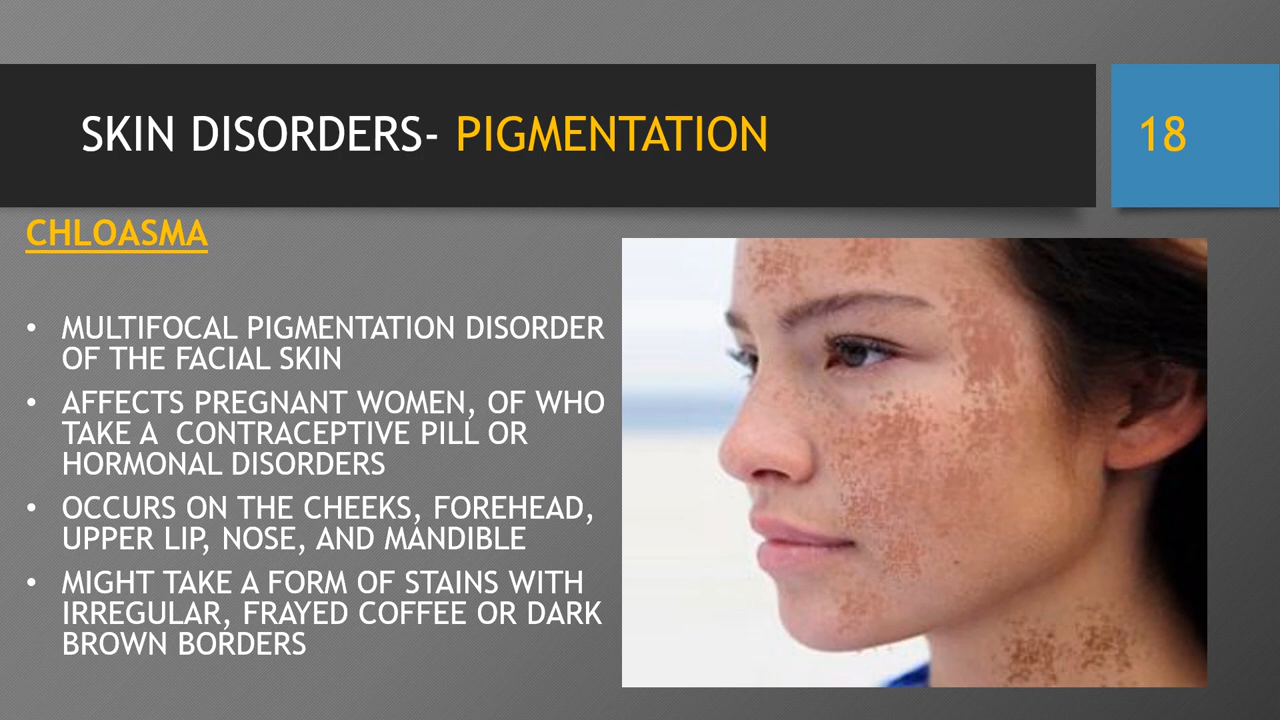 SKIN DISORDERS- PIGMENTATION
18
CHLOASMA
• MULTIFOCAL PIGMENTATION DISORDER
OF THE FACIAL SKIN
• AFFECTS PREGNANT WOMEN, OF WHO
TAKE A CONTRACEPTIVE PILL OR
HORMONAL DISORDERS
• OCCURS ON THE CHEEKS, FOREHEAD,
UPPER LIP, NOSE, AND MANDIBLE
• MIGHT TAKE A FORM OF STAINS WITH
IRREGULAR, FRAYED COFFEE OR DARK
BROWN BORDERS